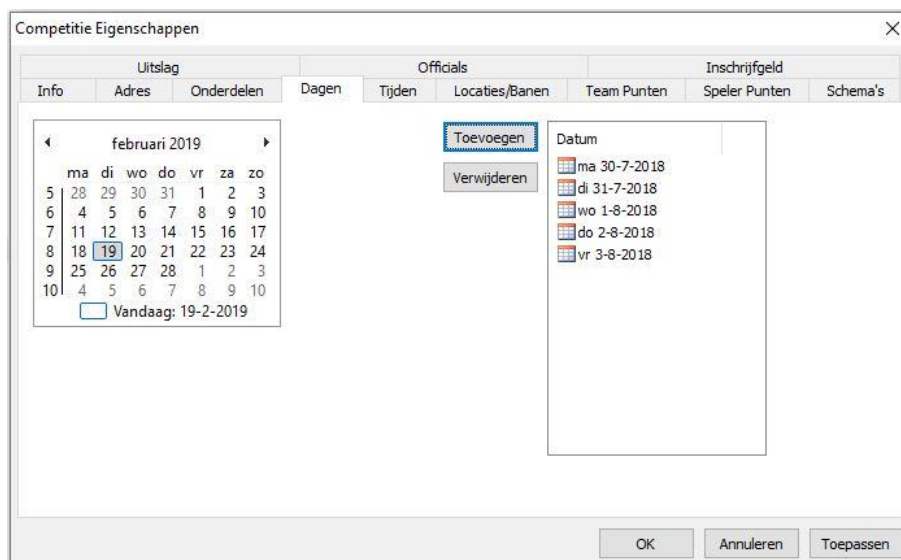 Competitie Eigenschappen
Uitslag Officials Inschrijfgeld
Info Adres Onderdelen Dagen Tijden Locaties/Banen Team Punten Speler Punten Schema's
februari 2019
ma di wo do vr za zo
5 28 29 30 31 1 2 3
6 4 5 6 7 8 9 10
7 11 12 13 14 15 16 17
8 18 19 20 21 22 23 24
9 25 26 27 28 1 2 3
10 4 5 6 7 8 9 10
Vandaag: 19-2-2019
Toevoegen
Verwijderen
Datum
ma 30-7-2018
di 31-7-2018
wo 1-8-2018
do 2-8-2018
vr 3-8-2018
OK Annuleren Toepassen